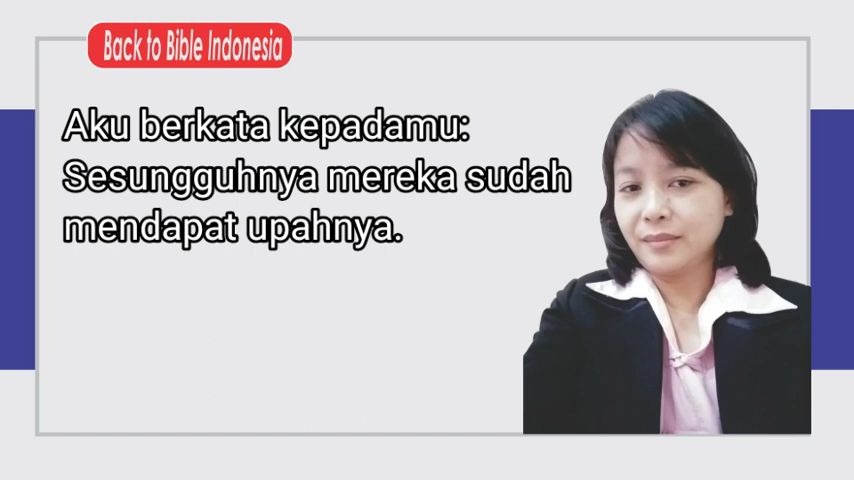 Back to Bible Indonesia
Aku berkata kepadamu:
Sesungguhnya mereka sudah
mendapat upahnya.